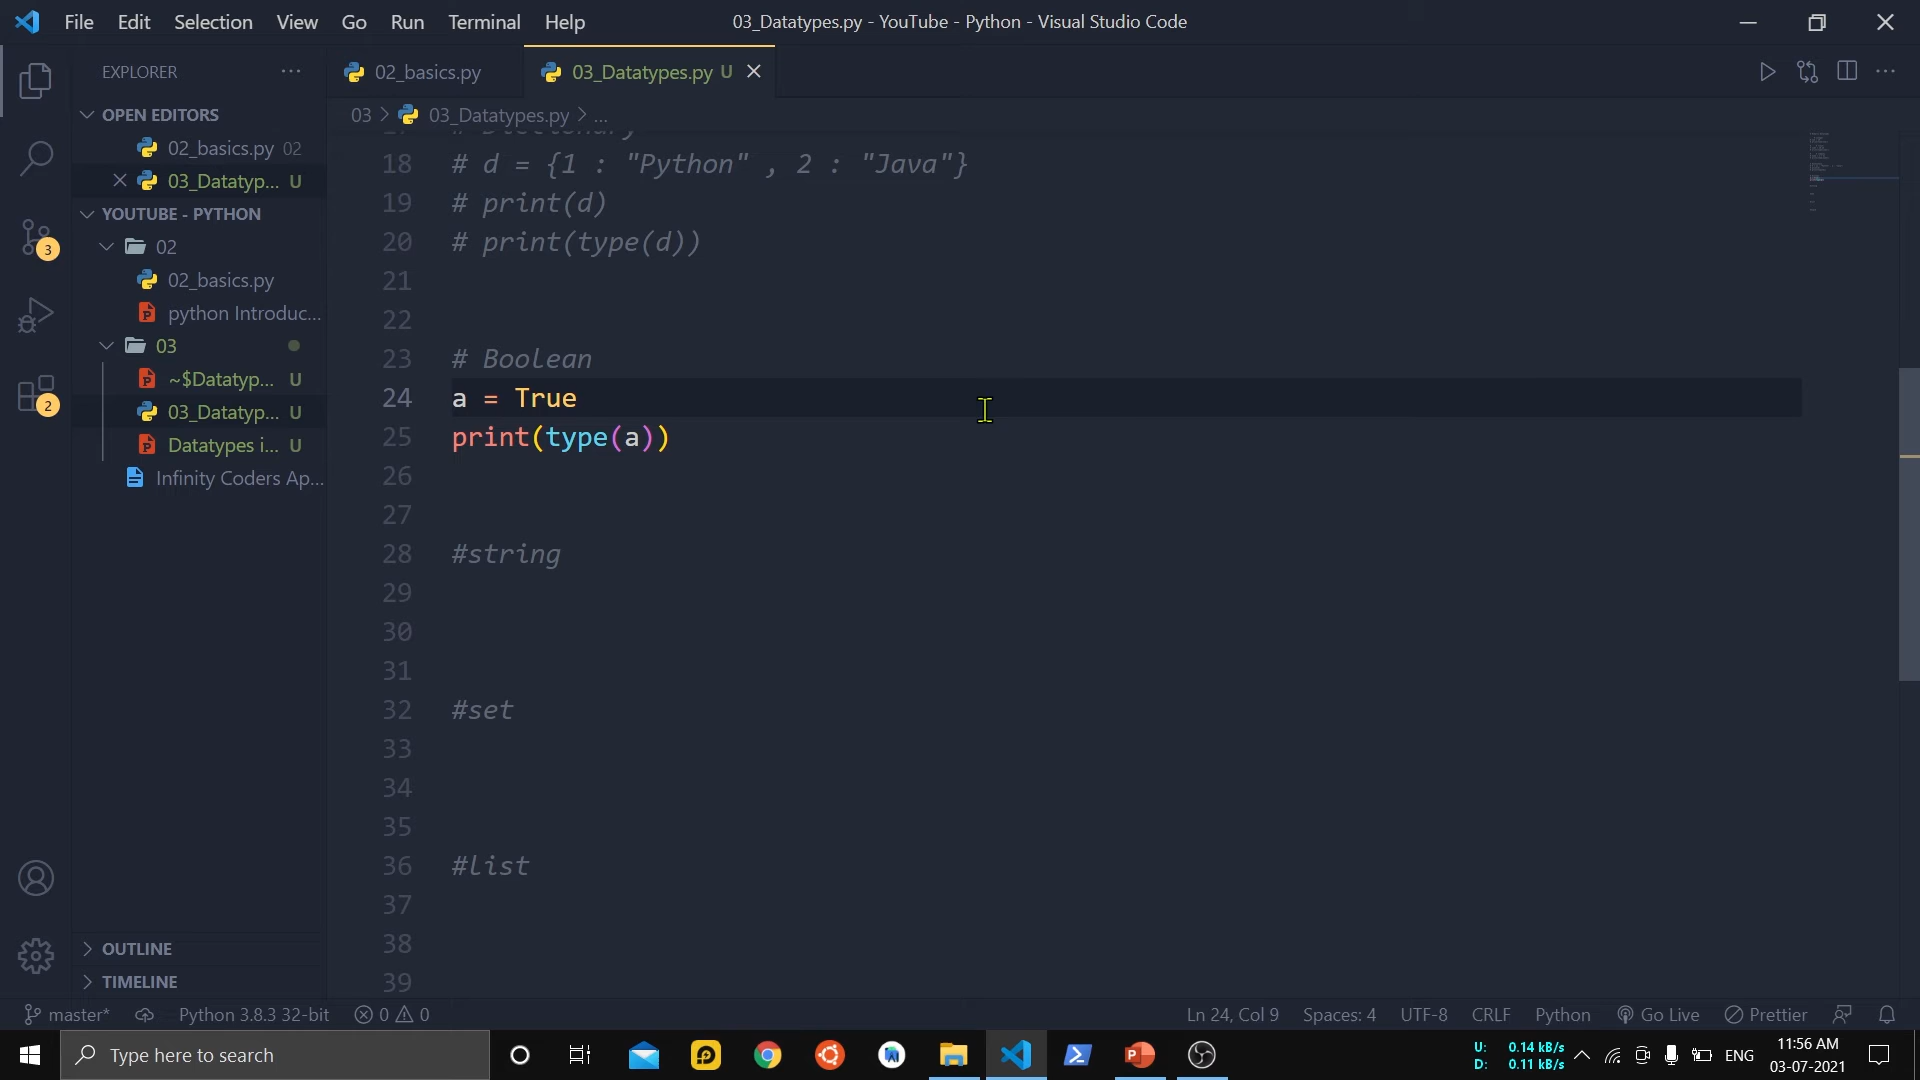 File Edit Selection View Go Run Terminal Help
03_Datatypes.py - YouTube - Python - Visual Studio Code
EXPLORER
02_basics.py
03_Datatypes.py U
OPEN EDITORS
02_basics.py 02
03_Datatyp... U
YOUTUBE - PYTHON
02
02_basics.py
python Introduc...
03
~$Datatyp... U
03_Datatyp... U
Datatypes i... U
Infinity Coders Ap...
OUTLINE
TIMELINE
3
2
03 > 03_Datatypes.py > ...
18 # d = {1 : "Python" , 2 : "Java"}
19 # print(d)
20 # print(type(d))
21
22
23 # Boolean
24 a = True
25 print(type(a))
26
27
28 #string
29
30
31
32 #set
33
34
35
36 #list
37
38
39
master* Python 3.8.3 32-bit 0 0
Ln 24, Col 9 Spaces: 4 UTF-8 CRLF Python Go Live Prettier
Type here to search
U: 0.14 kB/s
D: 0.11 kB/s
ENG
11:56 AM
03-07-2021